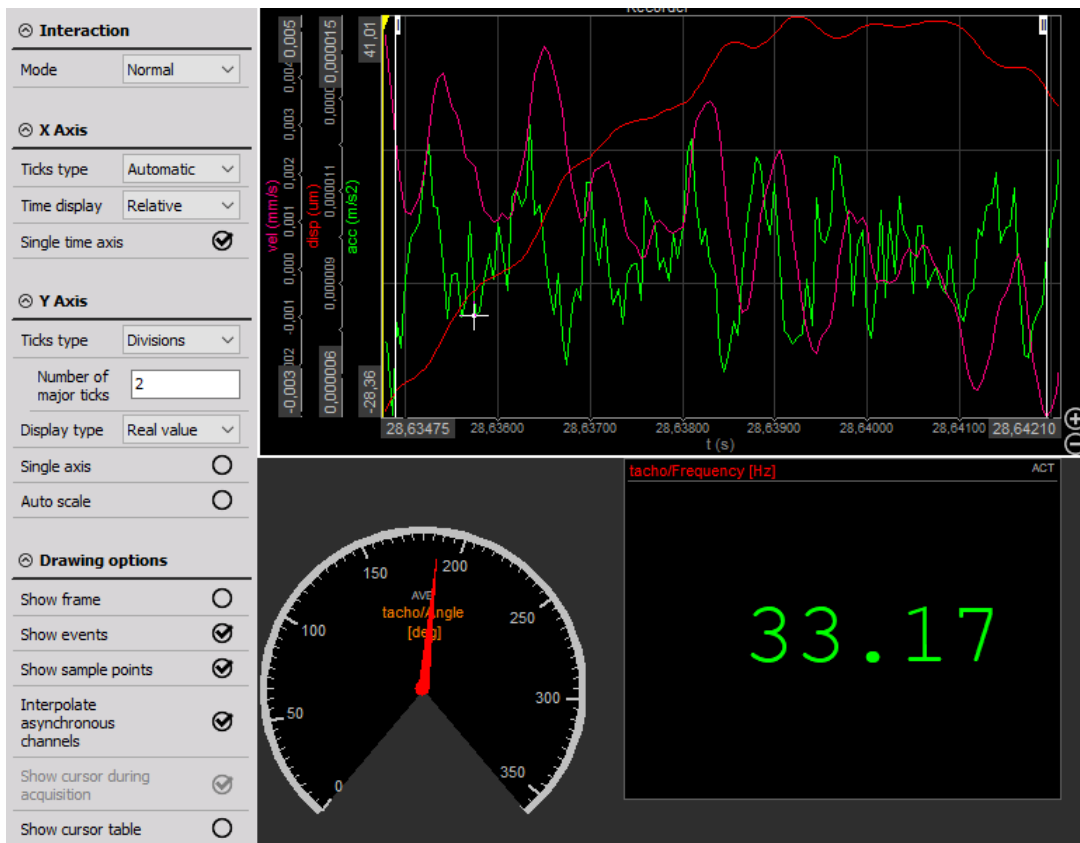 Interaction
Mode Normal
X Axis
Ticks type Automatic
Time display Relative
Single time axis
Y Axis
Ticks type Divisions
Number of
major ticks 2
Display type Real value
Single axis
Auto scale
Drawing options
Show frame
Show events
Show sample points
Interpolate
asynchronous
channels
Show cursor during
acquisition
Show cursor table
Recorder
vel (mm/s)
0,005
0,003
0,002
0,001
0,000
-0,001
-0,003
disp (um)
0,000015
0,000011
0,000009
0,000006
acc (m/s2)
41,01
-28,36
28,63475 28,63600 28,63700 28,63800 28,63900 28,64000 28,64100 28,64210
t (s)
AVE
tacho/Angle
[deg]
0
50
100
150
200
250
300
350
tacho/Frequency [Hz] ACT
33.17